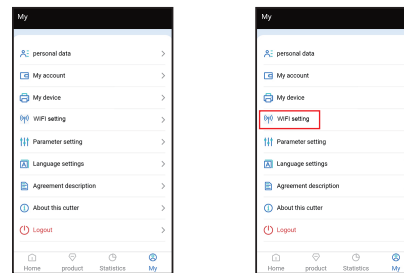 My
personal data
My account
My device
WIFI setting
Parameter setting
Language settings
Agreement description
About this cutter
Logout
Home product Statistics My
My
personal data
My account
My device
WIFI setting
Parameter setting
Language settings
Agreement description
About this cutter
Logout
Home product Statistics My